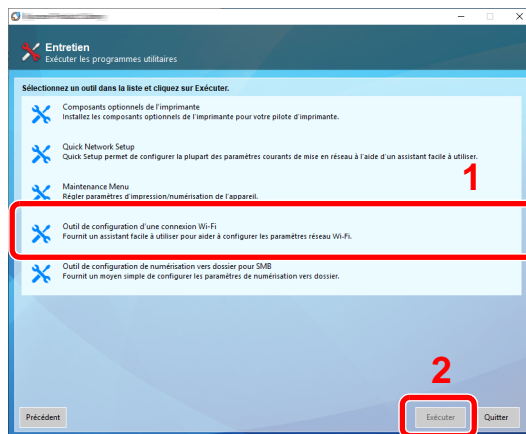 Entretien
Exécuter les programmes utilitaires
Sélectionnez un outil dans la liste et cliquez sur Exécuter.
Composants optionnels de l'imprimante
Installez les composants optionnels de l'imprimante pour votre pilote d'imprimante.
Quick Network Setup
Quick Setup permet de configurer la plupart des paramètres courants de mise en réseau à l'aide d'un assistant facile à utiliser.
1
Maintenance Menu
Régler paramètres d'impression/numérisation de l'appareil.
Outil de configuration d'une connexion Wi-Fi
Fournit un assistant facile à utiliser pour aider à configurer les paramètres réseau Wi-Fi.
Outil de configuration de numérisation vers dossier pour SMB
Fournit un moyen simple de configurer les paramètres de numérisation vers dossier.
2
Précédent Exécuter Quitter